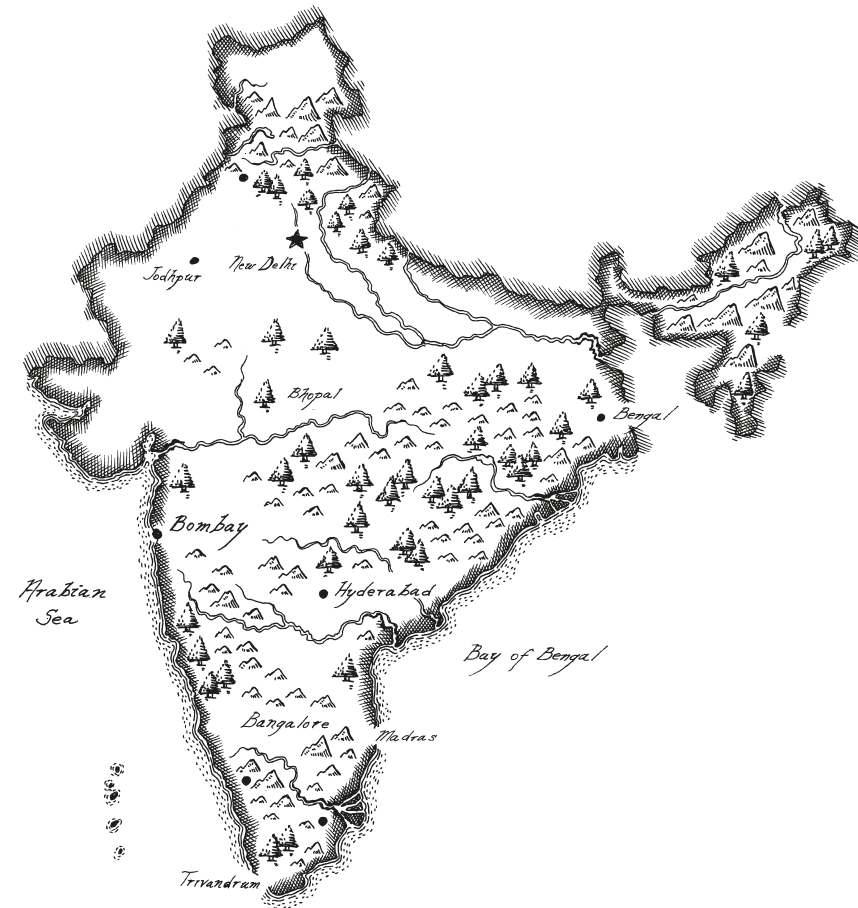 Jodhpur
New Delhi
Bhopal
Bengal
Bombay
Arabian
Sea
Hyderabad
Bay of Bengal
Bangalore
Madras
Trivandrum